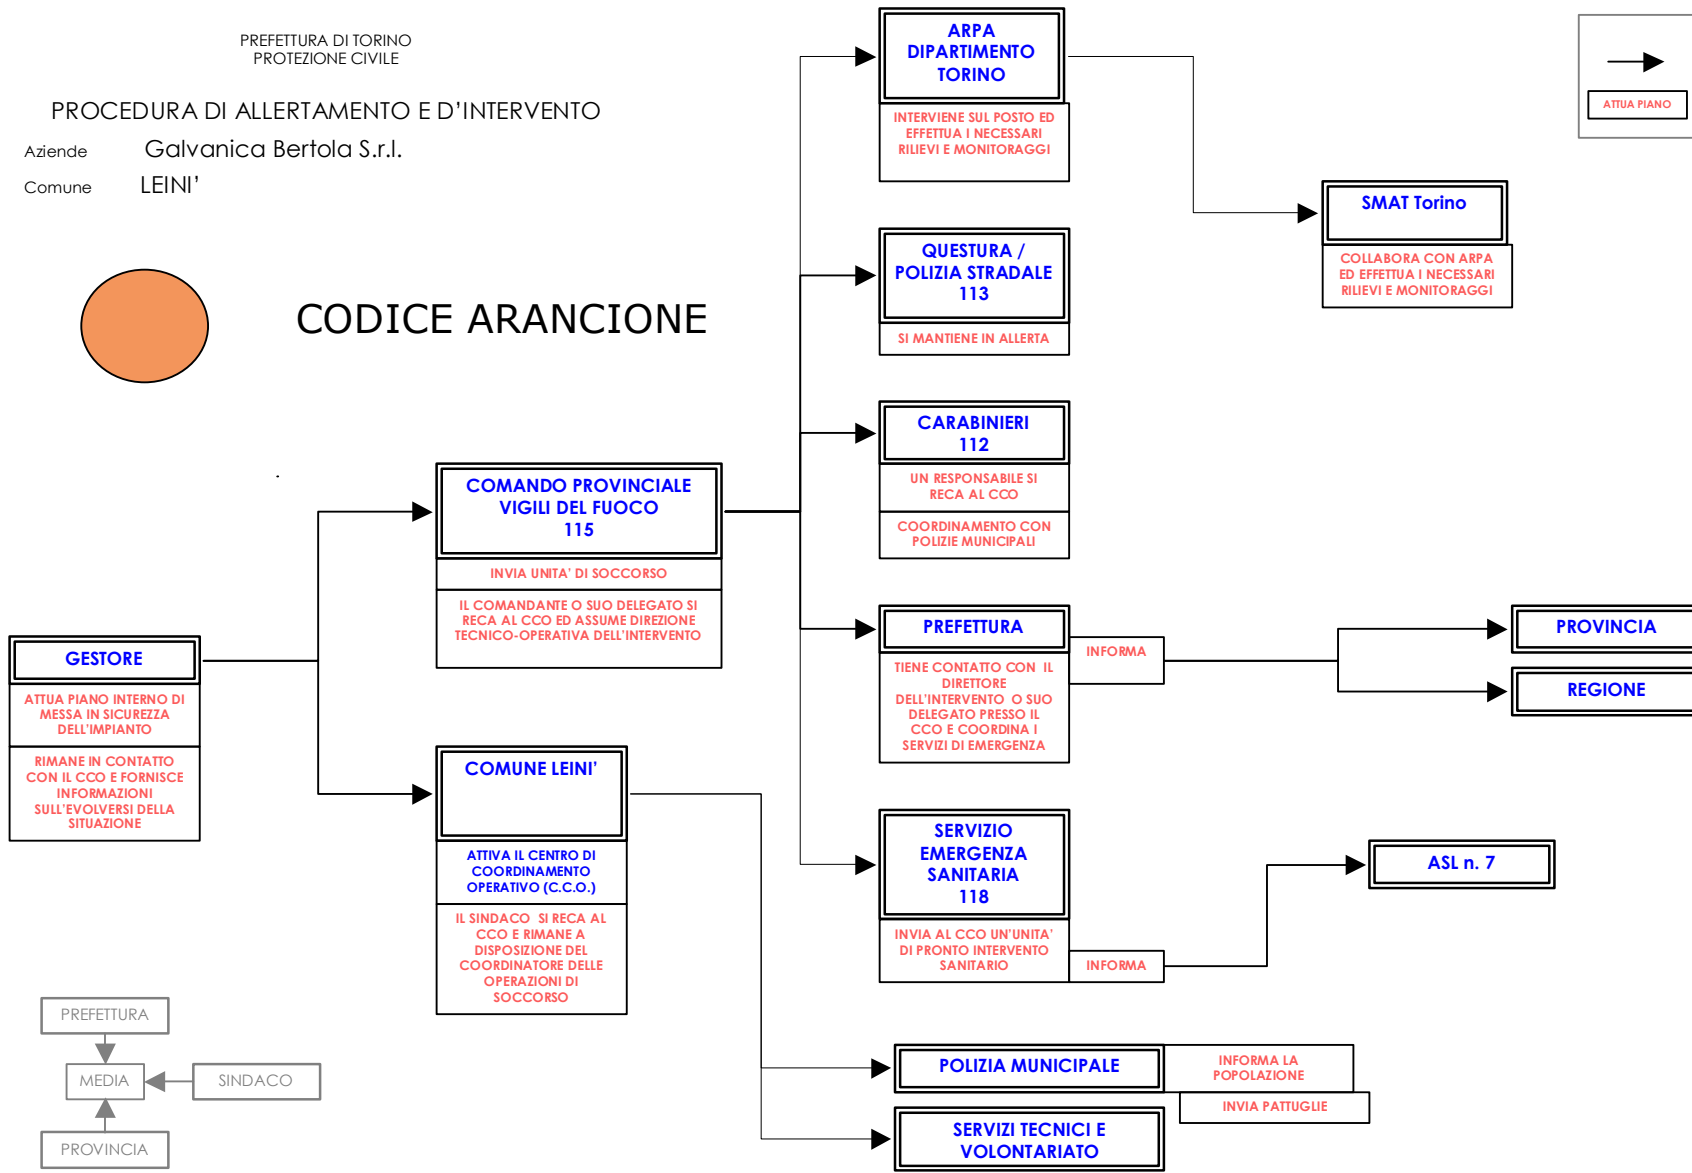 PREFETTURA DI TORINO
PROTEZIONE CIVILE
PROCEDURA DI ALLERTAMENTO E D'INTERVENTO
Aziende Galvanica Bertola S.r.l.
Comune LEINI'
CODICE ARANCIONE
ATTUA PIANO
GESTORE
ATTUA PIANO INTERNO DI
MESSA IN SICUREZZA
DELL'IMPIANTO
RIMANE IN CONTATTO
CON IL CCO E FORNISCE
INFORMAZIONI
SULL'EVOLVERSI DELLA
SITUAZIONE
COMANDO PROVINCIALE
VIGILI DEL FUOCO
115
INVIA UNITA' DI SOCCORSO
IL COMANDANTE O SUO DELEGATO SI
RECA AL CCO ED ASSUME DIREZIONE
TECNICO-OPERATIVA DELL'INTERVENTO
COMUNE LEINI'
ATTIVA IL CENTRO DI
COORDINAMENTO
OPERATIVO (C.C.O.)
IL SINDACO SI RECA AL
CCO E RIMANE A
DISPOSIZIONE DEL
COORDINATORE DELLE
OPERAZIONI DI
SOCCORSO
ARPA
DIPARTIMENTO
TORINO
INTERVIENE SUL POSTO ED
EFFETTUA I NECESSARI
RILIEVI E MONITORAGGI
SMAT Torino
COLLABORA CON ARPA
ED EFFETTUA I NECESSARI
RILIEVI E MONITORAGGI
QUESTURA /
POLIZIA STRADALE
113
SI MANTIENE IN ALLERTA
CARABINIERI
112
UN RESPONSABILE SI
RECA AL CCO
COORDINAMENTO CON
POLIZIE MUNICIPALI
PREFETTURA
INFORMA
TIENE CONTATTO CON IL
DIRETTORE
DELL'INTERVENTO O SUO
DELEGATO PRESSO IL
CCO E COORDINA I
SERVIZI DI EMERGENZA
PROVINCIA
REGIONE
SERVIZIO
EMERGENZA
SANITARIA
118
INVIA AL CCO UN'UNITA'
DI PRONTO INTERVENTO
SANITARIO
INFORMA
ASL n. 7
POLIZIA MUNICIPALE
INFORMA LA
POPOLAZIONE
INVIA PATTUGLIE
SERVIZI TECNICI E
VOLONTARIATO
PREFETTURA
MEDIA
SINDACO
PROVINCIA